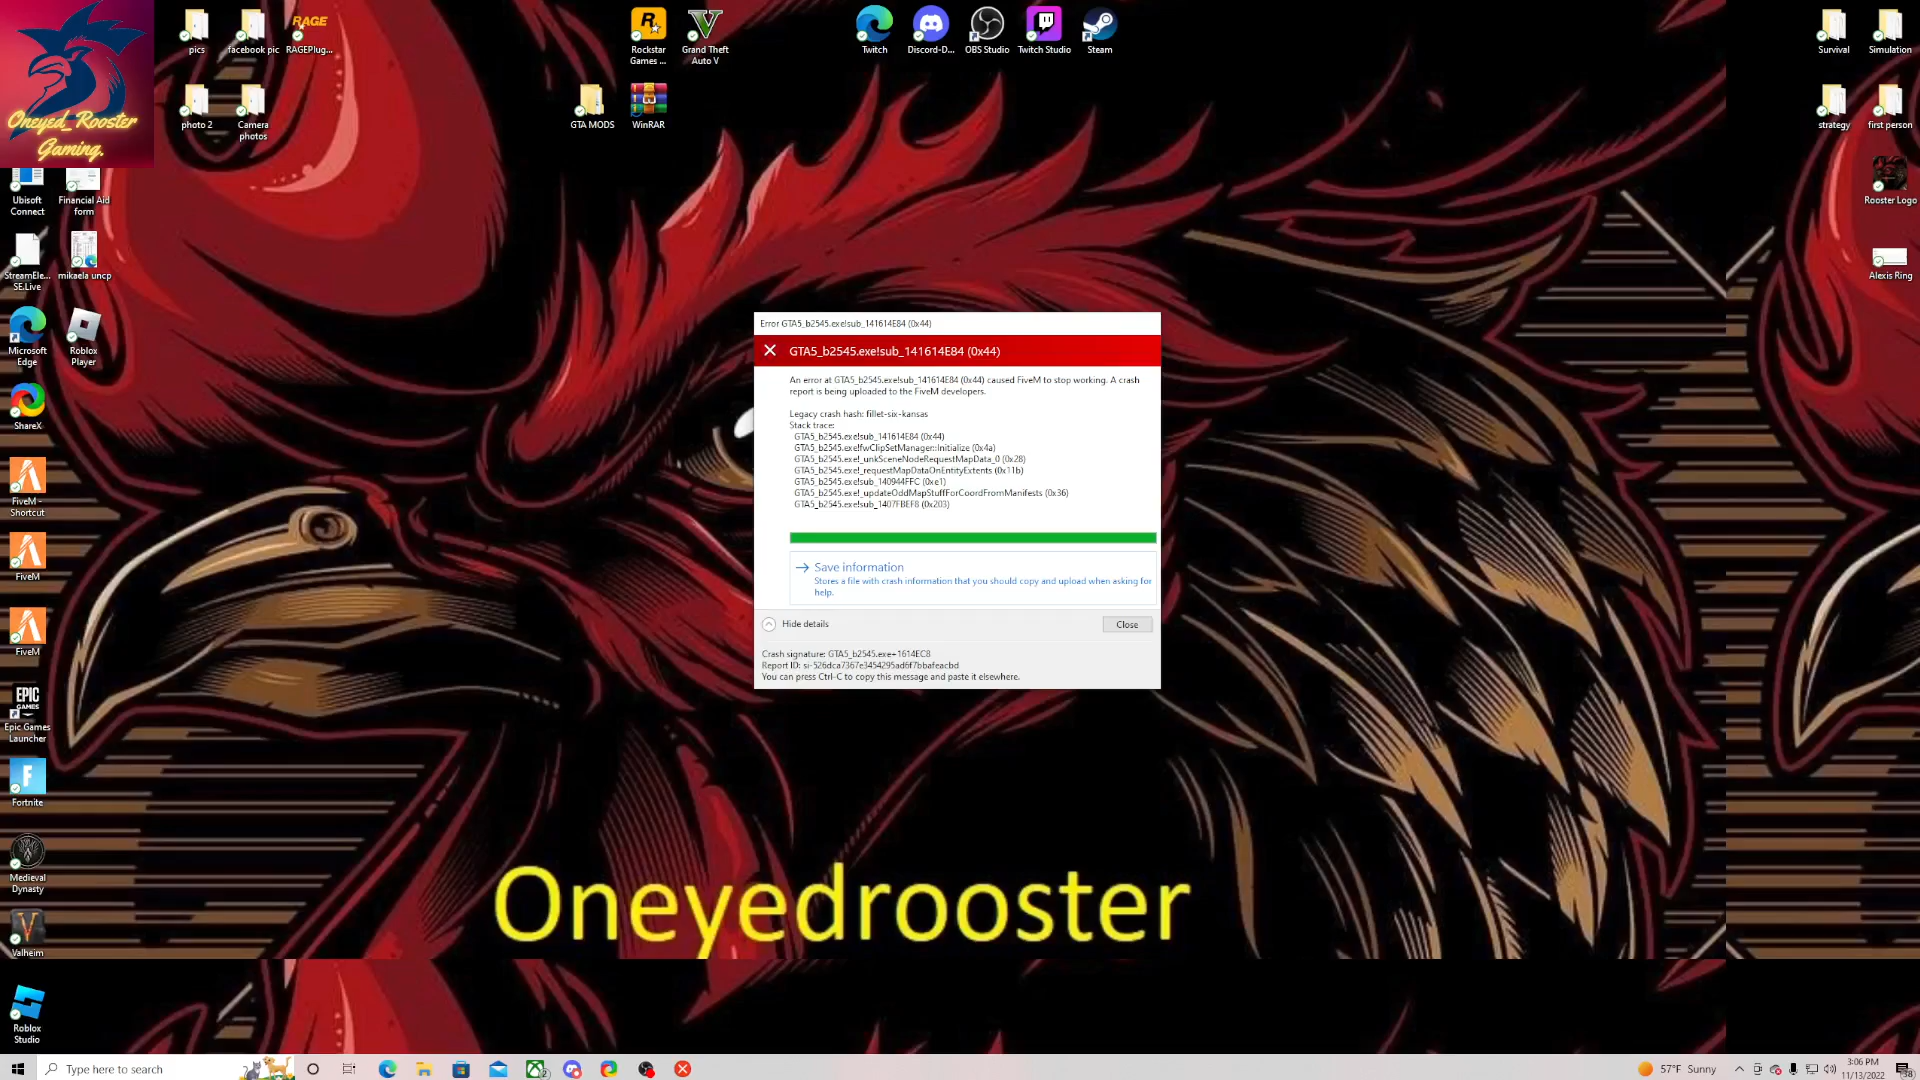 pics
facebook pic
RAGE
RAGEPlug...
Rockstar
Games ...
Grand Theft
Auto V
Twitch
Discord-D...
OBS Studio
Twitch Studio
Steam
Survival
Simulation
Oneyed_Rooster
Gaming.
photo 2
Camera
photos
GTA MODS
WinRAR
strategy
first person
Ubisoft
Connect
Financial Aid
form
Rooster Logo
StreamEle...
SE.Live
mikaela uncp
Alexis Ring
Microsoft
Edge
Roblox
Player
ShareX
FiveM -
Shortcut
FiveM
FiveM
EPIC
GAMES
Epic Games
Launcher
Fortnite
Medieval
Dynasty
Valheim
Roblox
Studio
Error GTA5_b2545.exe!sub_141614E84 (0x44)
GTA5_b2545.exe!sub_141614E84 (0x44)
An error at GTA5_b2545.exe!sub_141614E84 (0x44) caused FiveM to stop working. A crash
report is being uploaded to the FiveM developers.
Legacy crash hash: fillet-six-kansas
Stack trace:
GTA5_b2545.exe!sub_141614E84 (0x44)
GTA5_b2545.exe!fwClipSetManager::Initialize (0x4a)
GTA5_b2545.exe!_unkSceneNodeRequestMapData_0 (0x28)
GTA5_b2545.exe!_requestMapDataOnEntityExtents (0x11b)
GTA5_b2545.exe!sub_140944FFC (0xe1)
GTA5_b2545.exe!_updateOddMapStuffForCoordFromManifests (0x36)
GTA5_b2545.exe!sub_1407FBEF8 (0x203)
Save information
Stores a file with crash information that you should copy and upload when asking for
help.
Hide details
Close
Crash signature: GTA5_b2545.exe+1614EC8
Report ID: si-526dca7367e3454295ad6f7bbafeacbd
You can press Ctrl-C to copy this message and paste it elsewhere.
Oneyedrooster
Type here to search
57°F Sunny
3:06 PM
11/13/2022